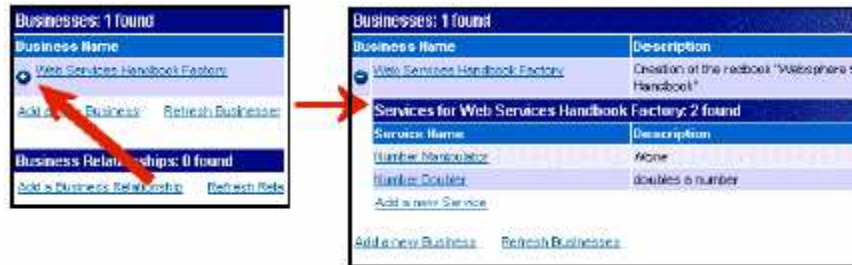 Businesses: 1 found
Business Name
Web Services Handbook Factory
Add a new Business Refresh Businesses
Business Relationships: 0 found
Add a Business Relationship Refresh Rela
Businesses: 1 found
Business Name Description
Web Services Handbook Factory Creation of the redbook "Websphere
Handbook"
Services for Web Services Handbook Factory: 2 found
Service Name Description
Number Manipulator None
Number Doubler doubles a number
Add a new Service
Add a new Business Refresh Businesses